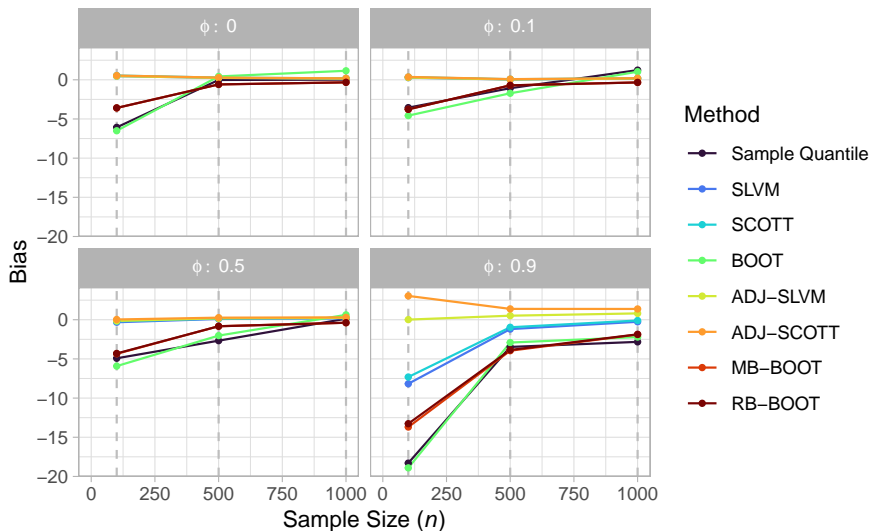 ϕ: 0
ϕ: 0.1
0
−5
−10
−15
−20
ϕ: 0.5
ϕ: 0.9
0
−5
−10
−15
−20
0 250 500 750 1000
0 250 500 750 1000
Sample Size (n)
Bias
Method
Sample Quantile
SLVM
SCOTT
BOOT
ADJ−SLVM
ADJ−SCOTT
MB−BOOT
RB−BOOT